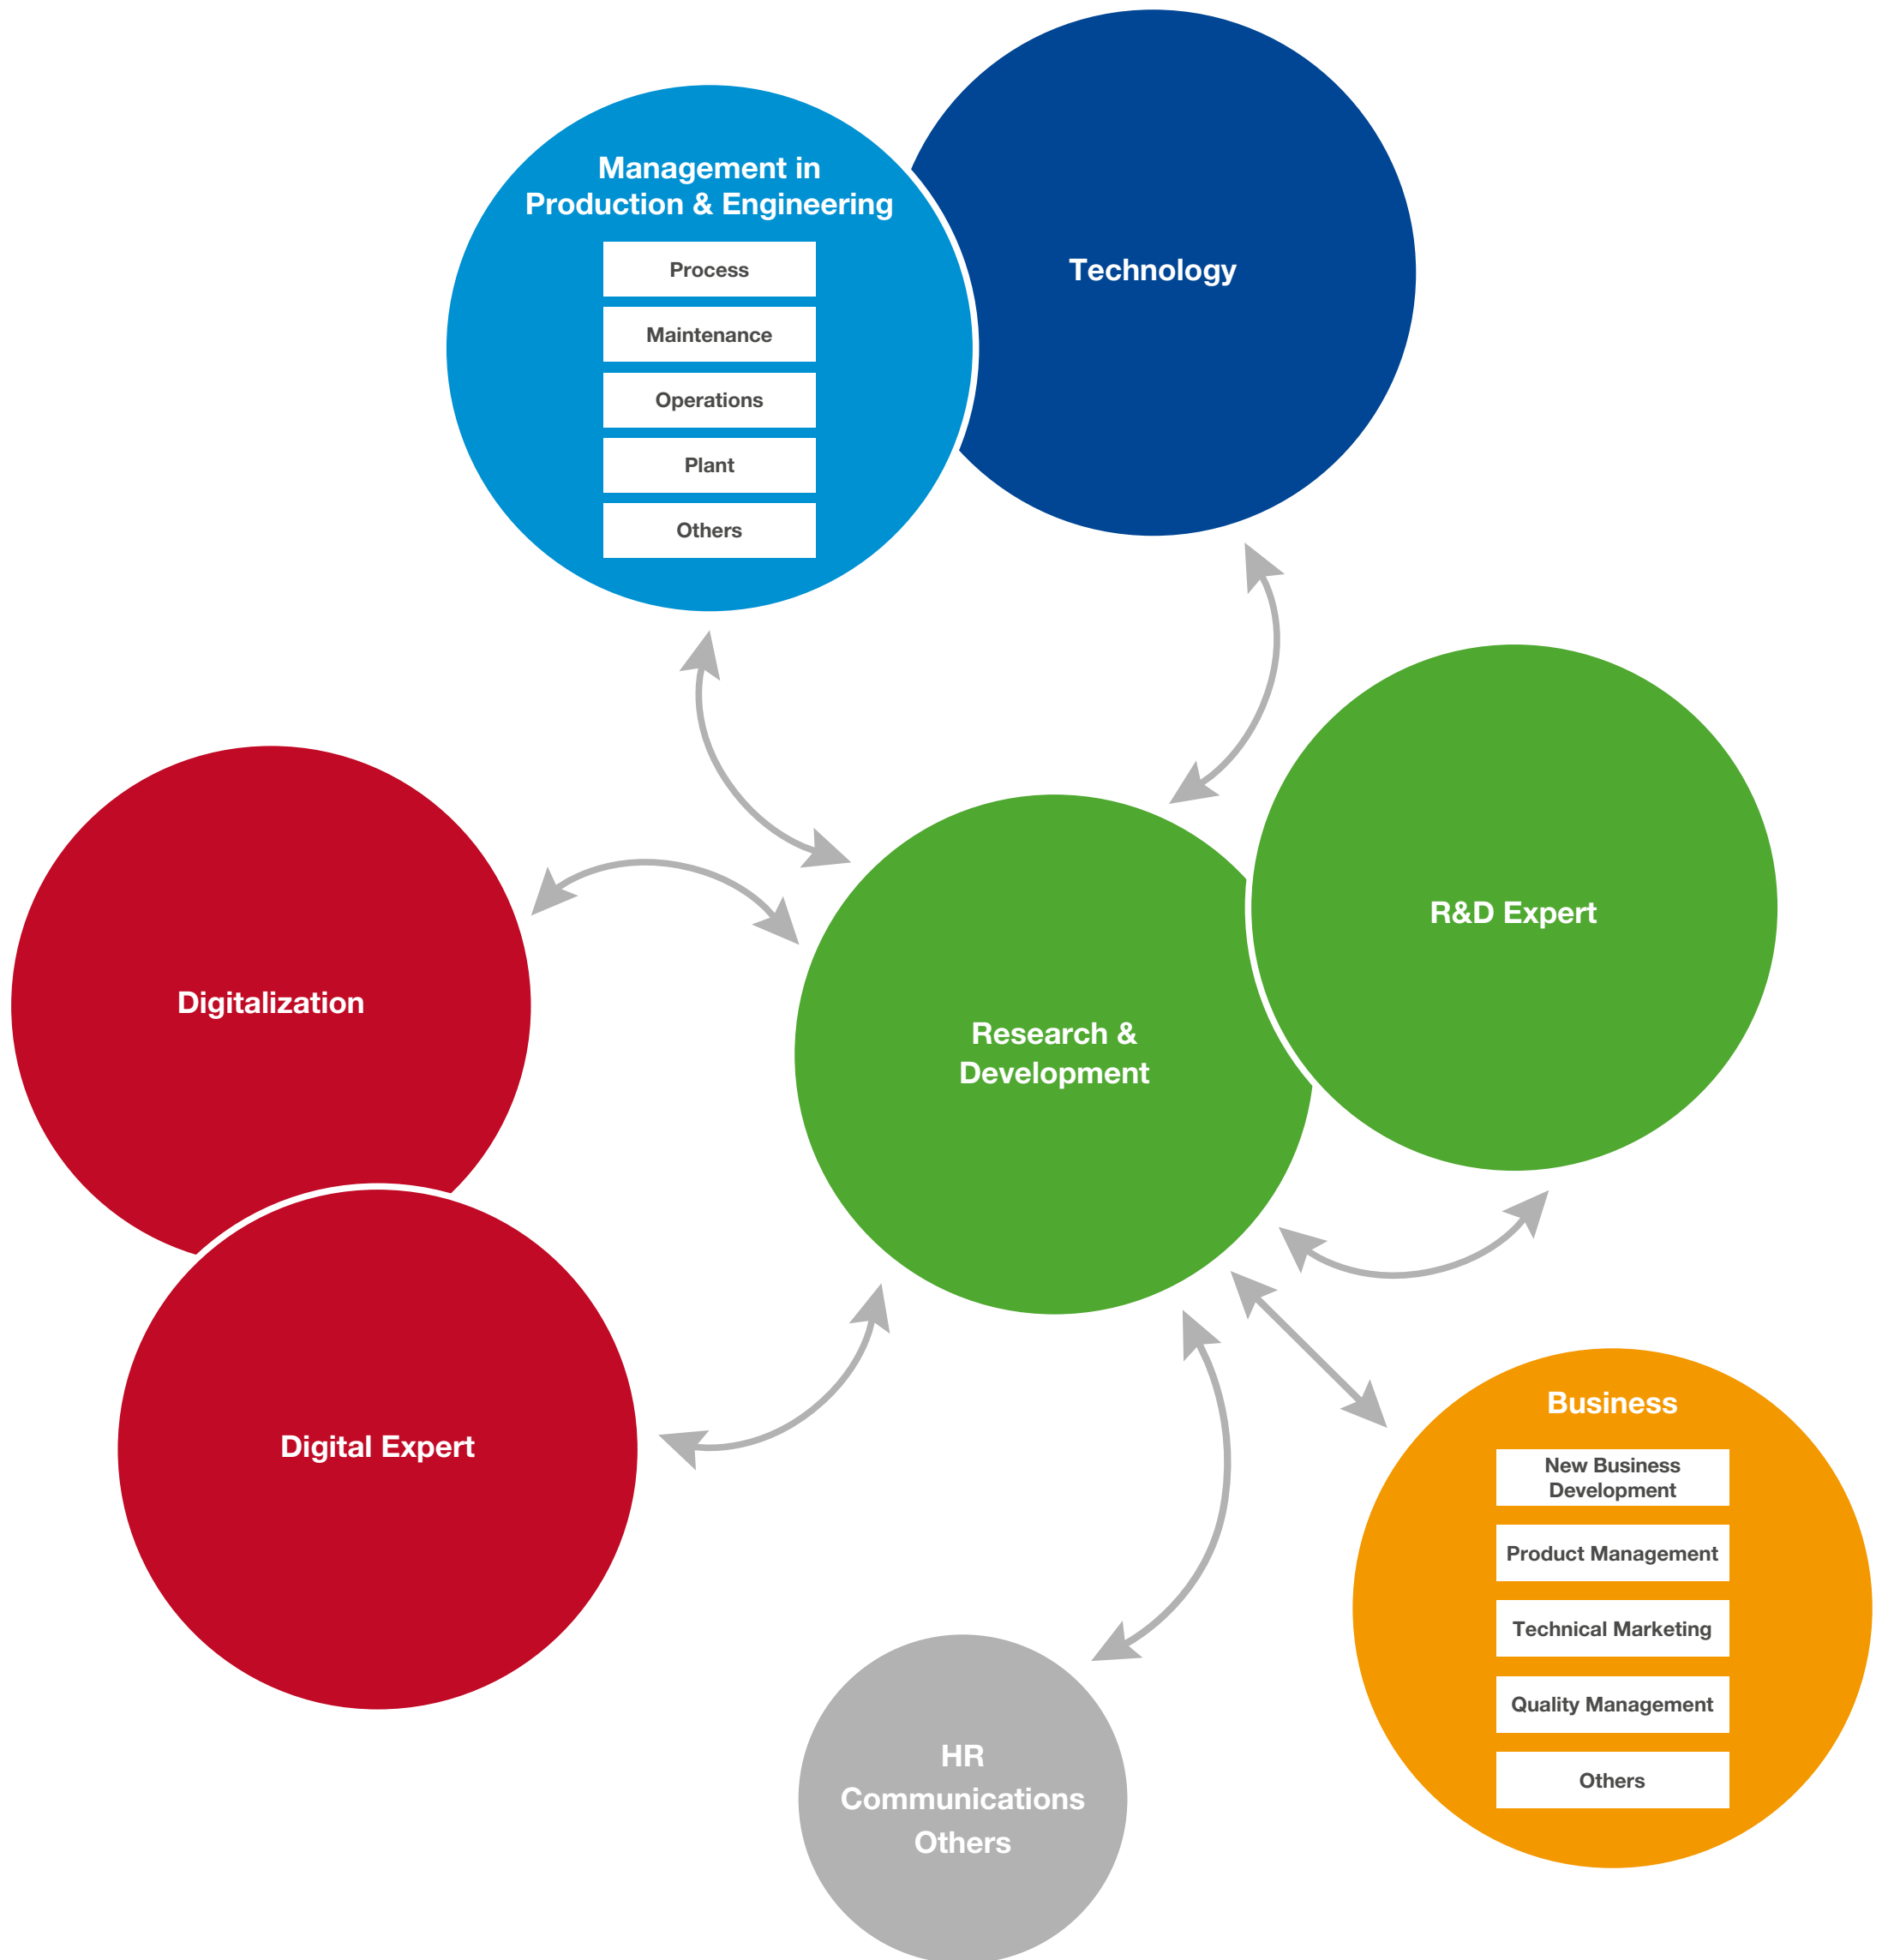 Management in
Production & Engineering
Process
Maintenance
Operations
Plant
Others
Technology
R&D Expert
Digitalization
Research &
Development
Digital Expert
Business
New Business
Development
Product Management
Technical Marketing
Quality Management
Others
HR
Communications
Others